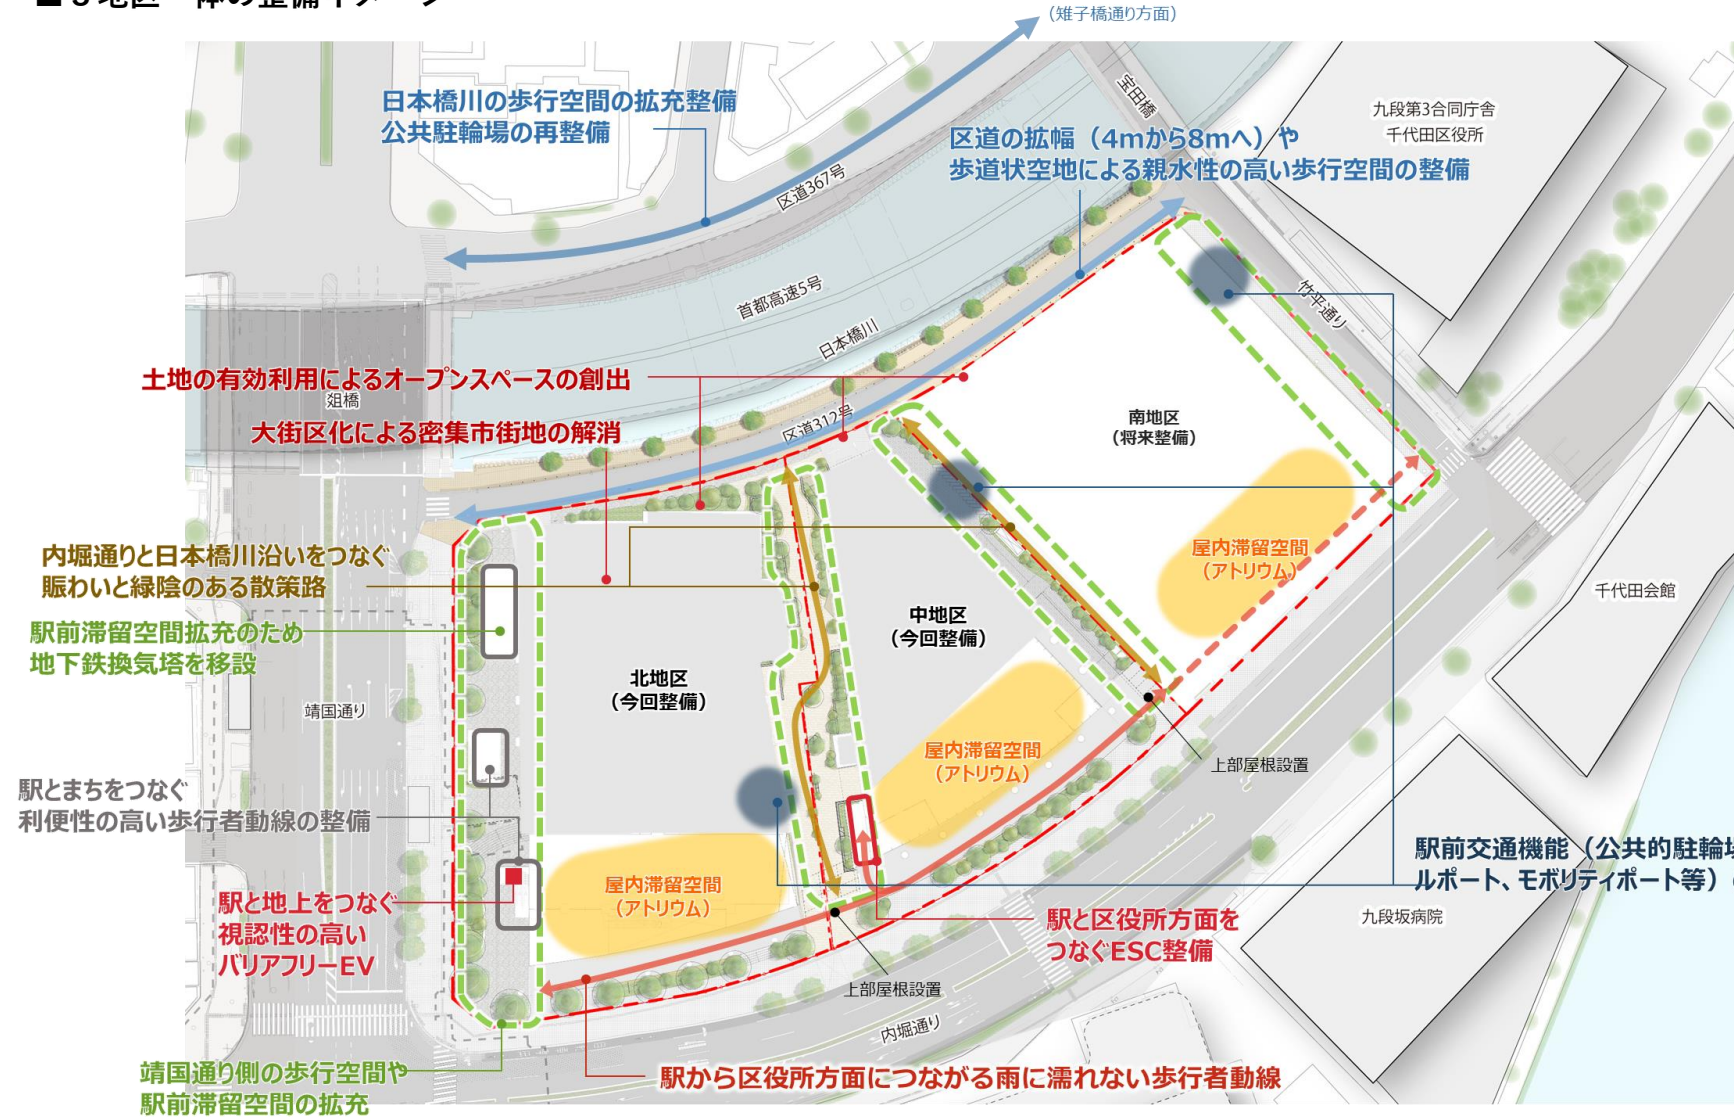 ■3地区一体の整備イメージ
(雉子橋通り方面)
日本橋川の歩行空間の拡充整備
公共駐輪場の再整備
宝田橋
九段第3合同庁舎
千代田区役所
区道の拡幅（4mから8mへ）や
歩道状空地による親水性の高い歩行空間の整備
区道367号
首都高速5号
日本橋川
竹平通り
土地の有効利用によるオープンスペースの創出
俎橋
大街区化による密集市街地の解消
区道312号
南地区
(将来整備)
内堀通りと日本橋川沿いをつなぐ
賑わいと緑陰のある散策路
屋内滞留空間
(アトリウム)
千代田会館
中地区
(今回整備)
駅前滞留空間拡充のため
地下鉄換気塔を移設
北地区
(今回整備)
靖国通り
屋内滞留空間
(アトリウム)
上部屋根設置
駅とまちをつなぐ
利便性の高い歩行者動線の整備
駅前交通機能（公共的駐輪場
ルポート、モボリティポート等）
屋内滞留空間
(アトリウム)
駅と地上をつなぐ
視認性の高い
バリアフリーEV
駅と区役所方面を
つなぐESC整備
九段坂病院
上部屋根設置
内堀通り
靖国通り側の歩行空間や
駅前滞留空間の拡充
駅から区役所方面につながる雨に濡れない歩行者動線